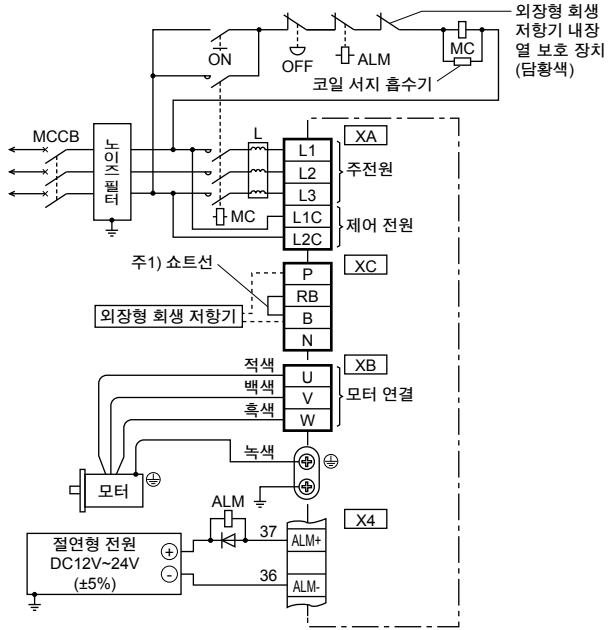 외장형 회생
저항기 내장
열 보호 장치
(담황색)
ON
OFF
ALM
MC
코일 서지 흡수기
MCCB
노이즈 필터
L
XA
L1
L2
L3
주전원
MC
L1C
L2C
제어 전원
주1) 쇼트선
XC
P
RB
B
N
외장형 회생 저항기
적색
백색
흑색
XB
U
V
W
모터 연결
녹색
모터
ALM
X4
절연형 전원
DC12V~24V
(±5%)
+
-
37
ALM+
36
ALM-